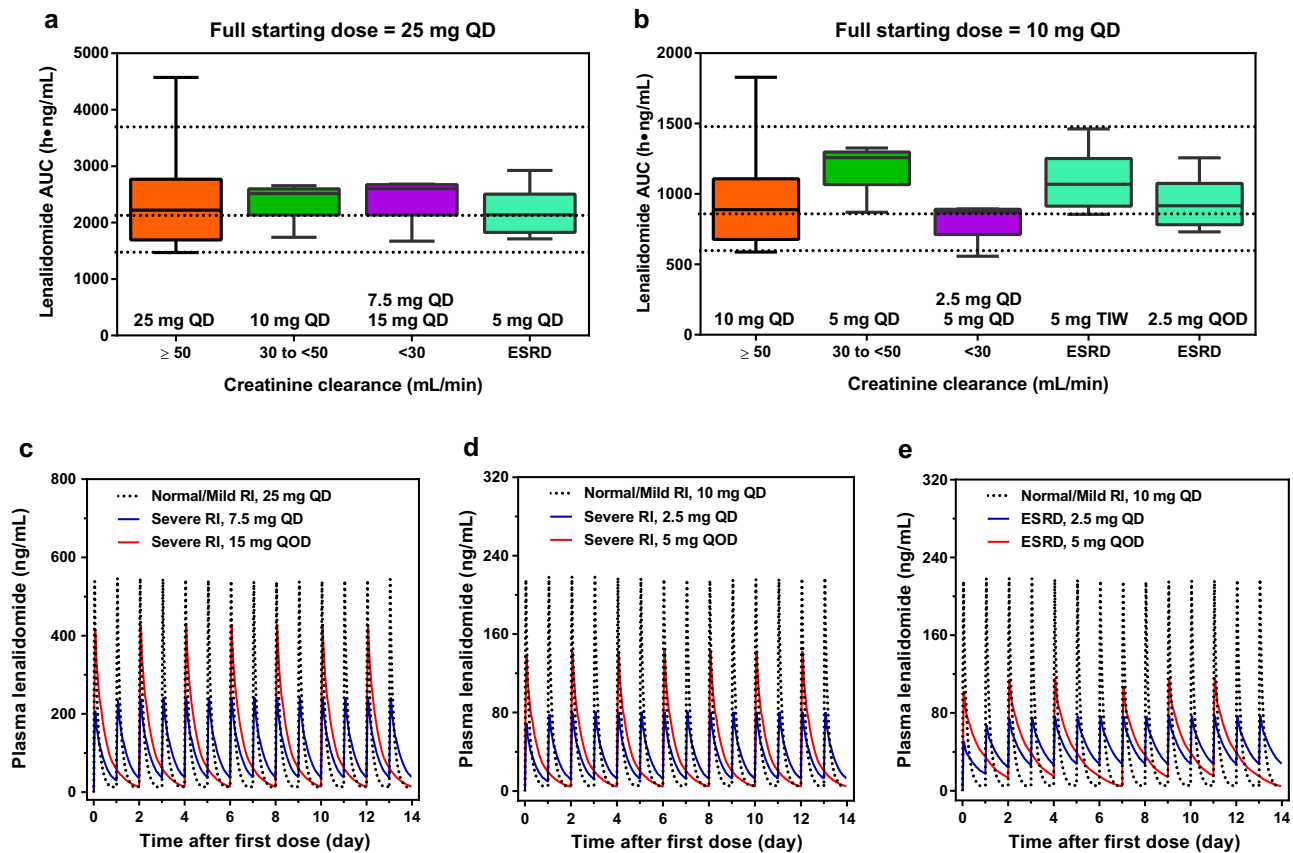 a
Full starting dose = 25 mg QD
Lenalidomide AUC (h•ng/mL)
5000
4000
3000
2000
1000
0
25 mg QD
10 mg QD
7.5 mg QD
15 mg QD
5 mg QD
≥ 50
30 to <50
<30
ESRD
Creatinine clearance (mL/min)
b
Full starting dose = 10 mg QD
Lenalidomide AUC (h•ng/mL)
2000
1500
1000
500
0
10 mg QD
5 mg QD
2.5 mg QD
5 mg QD
5 mg TIW
2.5 mg QOD
≥ 50
30 to <50
<30
ESRD
ESRD
Creatinine clearance (mL/min)
c
Plasma lenalidomide (ng/mL)
800
600
400
200
0
Normal/Mild RI, 25 mg QD
Severe RI, 7.5 mg QD
Severe RI, 15 mg QOD
0 2 4 6 8 10 12 14
Time after first dose (day)
d
Plasma lenalidomide (ng/mL)
320
240
160
80
0
Normal/Mild RI, 10 mg QD
Severe RI, 2.5 mg QD
Severe RI, 5 mg QOD
0 2 4 6 8 10 12 14
Time after first dose (day)
e
Plasma lenalidomide (ng/mL)
320
240
160
80
0
Normal/Mild RI, 10 mg QD
ESRD, 2.5 mg QD
ESRD, 5 mg QOD
0 2 4 6 8 10 12 14
Time after first dose (day)